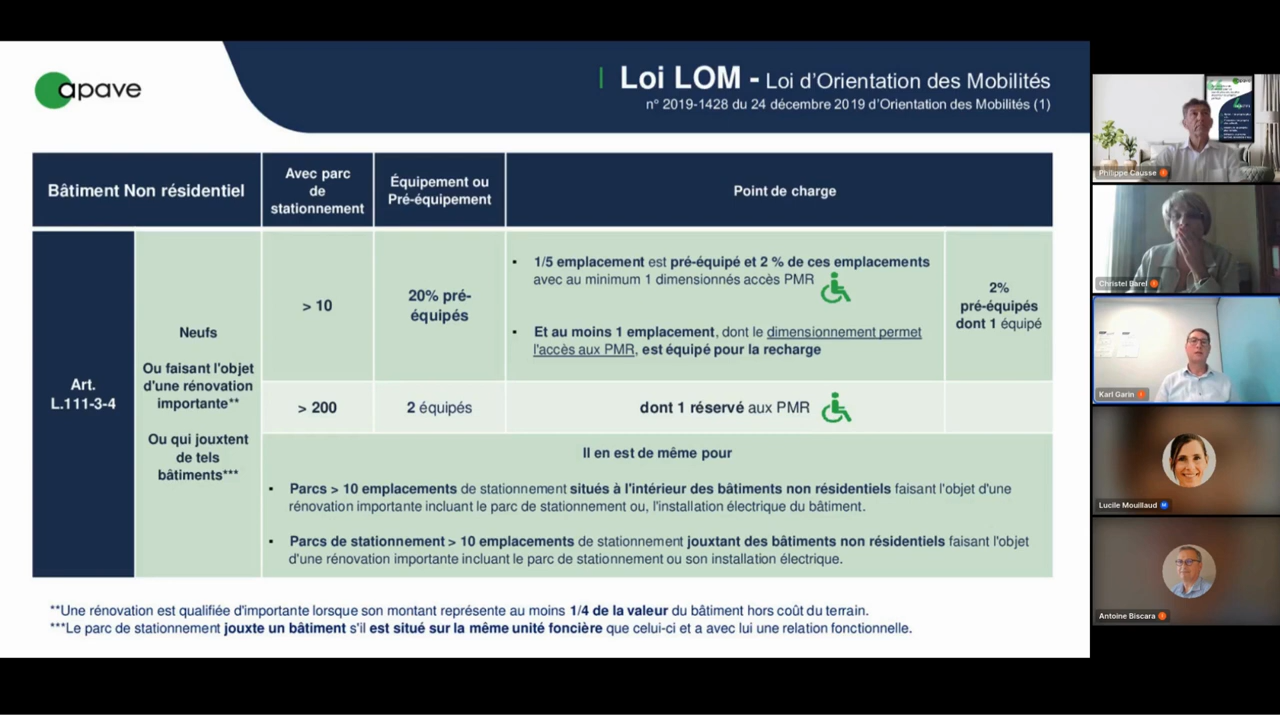 apave
Loi LOM - Loi d'Orientation des Mobilités
n° 2019-1428 du 24 décembre 2019 d'Orientation des Mobilités (1)
Bâtiment Non résidentiel
Avec parc
de
stationnement
Équipement ou
Pré-équipement
Point de charge
Art.
L.111-3-4
Neufs
Ou faisant l'objet
d'une rénovation
importante**
Ou qui jouxtent
de tels
bâtiments***
> 10
20% pré-
équipés
▪ 1/5 emplacement est pré-équipé et 2 % de ces emplacements
avec au minimum 1 dimensionnés accès PMR
▪ Et au moins 1 emplacement, dont le dimensionnement permet
l'accès aux PMR, est équipé pour la recharge
2%
pré-équipés
dont 1 équipé
> 200
2 équipés
dont 1 réservé aux PMR
Il en est de même pour
▪ Parcs > 10 emplacements de stationnement situés à l'intérieur des bâtiments non résidentiels faisant l'objet d'une
rénovation importante incluant le parc de stationnement ou, l'installation électrique du bâtiment.
▪ Parcs de stationnement > 10 emplacements de stationnement jouxtant des bâtiments non résidentiels faisant l'objet
d'une rénovation importante incluant le parc de stationnement ou son installation électrique.
**Une rénovation est qualifiée d'importante lorsque son montant représente au moins 1/4 de la valeur du bâtiment hors coût du terrain.
***Le parc de stationnement jouxte un bâtiment s'il est situé sur la même unité foncière que celui-ci et a avec lui une relation fonctionnelle.
apave
Philippe Causse
Christel Barel
Karl Garin
Lucile Mouillaud
Antoine Biscara